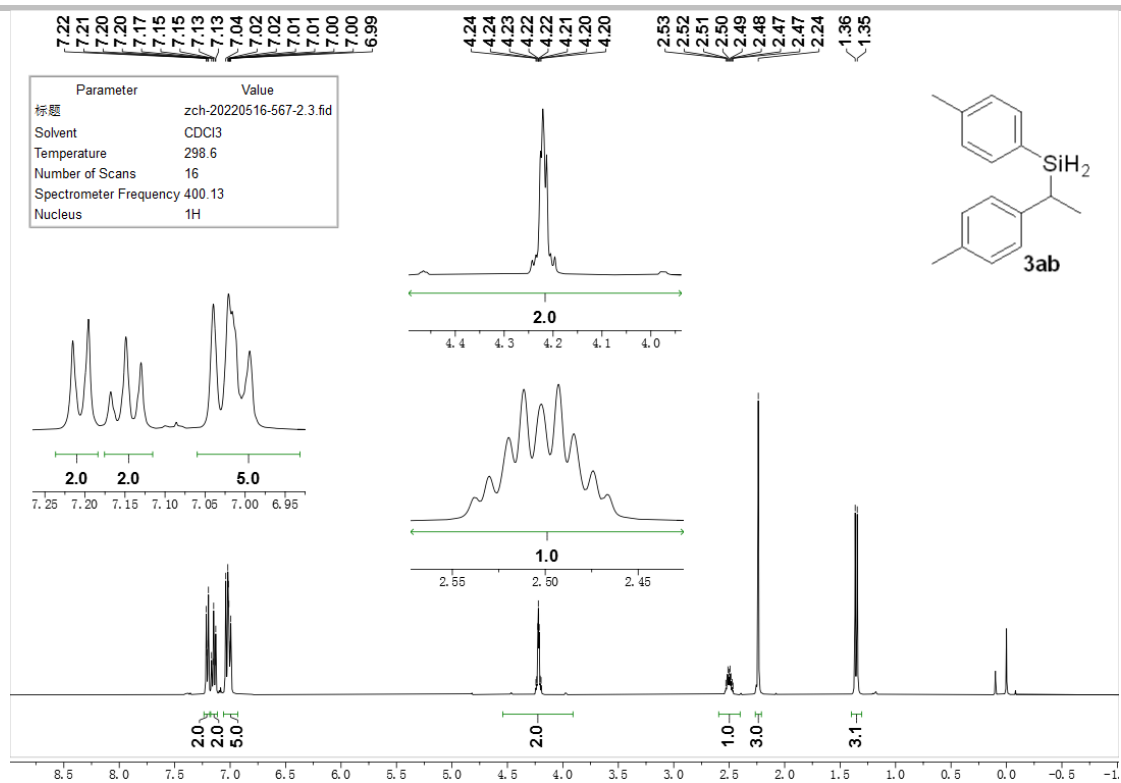 7.22
7.21
7.20
7.20
7.17
7.15
7.15
7.13
7.13
7.04
7.02
7.02
7.01
7.01
7.00
7.00
6.99
4.24
4.24
4.23
4.22
4.22
4.21
4.20
4.20
2.53
2.52
2.51
2.50
2.49
2.48
2.47
2.47
2.24
1.36
1.35
Parameter Value
标题 zch-20220516-567-2.3.fid
Solvent CDCl3
Temperature 298.6
Number of Scans 16
Spectrometer Frequency 400.13
Nucleus 1H
SiH2
3ab
2.0
4.4 4.3 4.2 4.1 4.0
2.0 2.0 5.0
7.25 7.20 7.15 7.10 7.05 7.00 6.95
1.0
2.55 2.50 2.45
2.0 2.0 5.0 2.0 1.0 3.0 3.1
8.5 8.0 7.5 7.0 6.5 6.0 5.5 5.0 4.5 4.0 3.5 3.0 2.5 2.0 1.5 1.0 0.5 0.0 -0.5 -1.